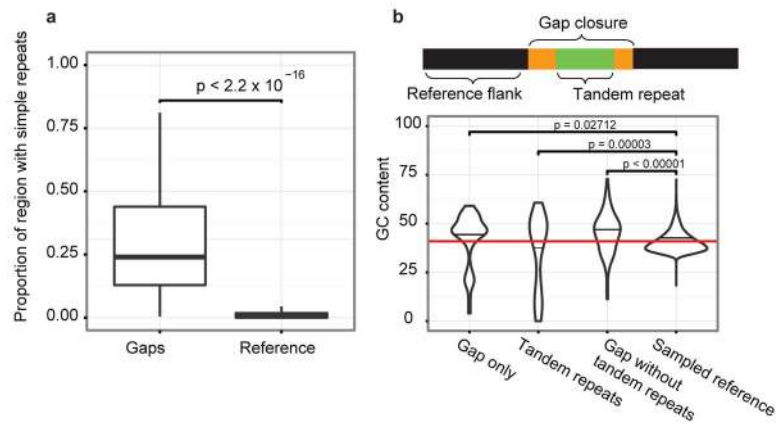 a
Proportion of region with simple repeats
1.00
0.75
0.50
0.25
0.00
p < 2.2 x 10⁻¹⁶
Gaps
Reference
b
Gap closure
Reference flank
Tandem repeat
GC content
100
75
50
25
0
p = 0.02712
p = 0.00003
p < 0.00001
Gap only
Tandem repeats
Gap without
tandem repeats
Sampled reference